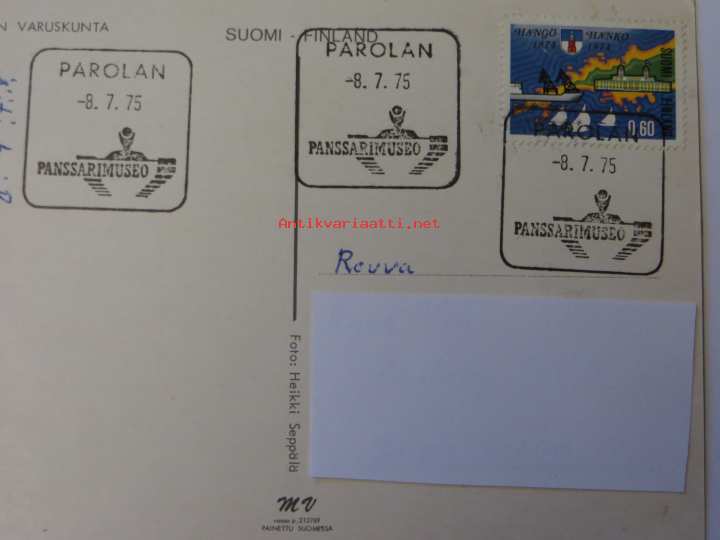 N VARUSKUNTA
SUOMI - FINLAND
PAROLAN
-8. 7. 75
PANSSARIMUSEO
PAROLAN
-8. 7. 75
PANSSARIMUSEO
HANGÖ HANKO
1874 1974
SUOMI FINLAND
0,60
PAROLAN
-8. 7. 75
PANSSARIMUSEO
Antikvariaatti.net
Rouva
Foto: Heikki Seppälä
MV
PAINETTU SUOMESSA